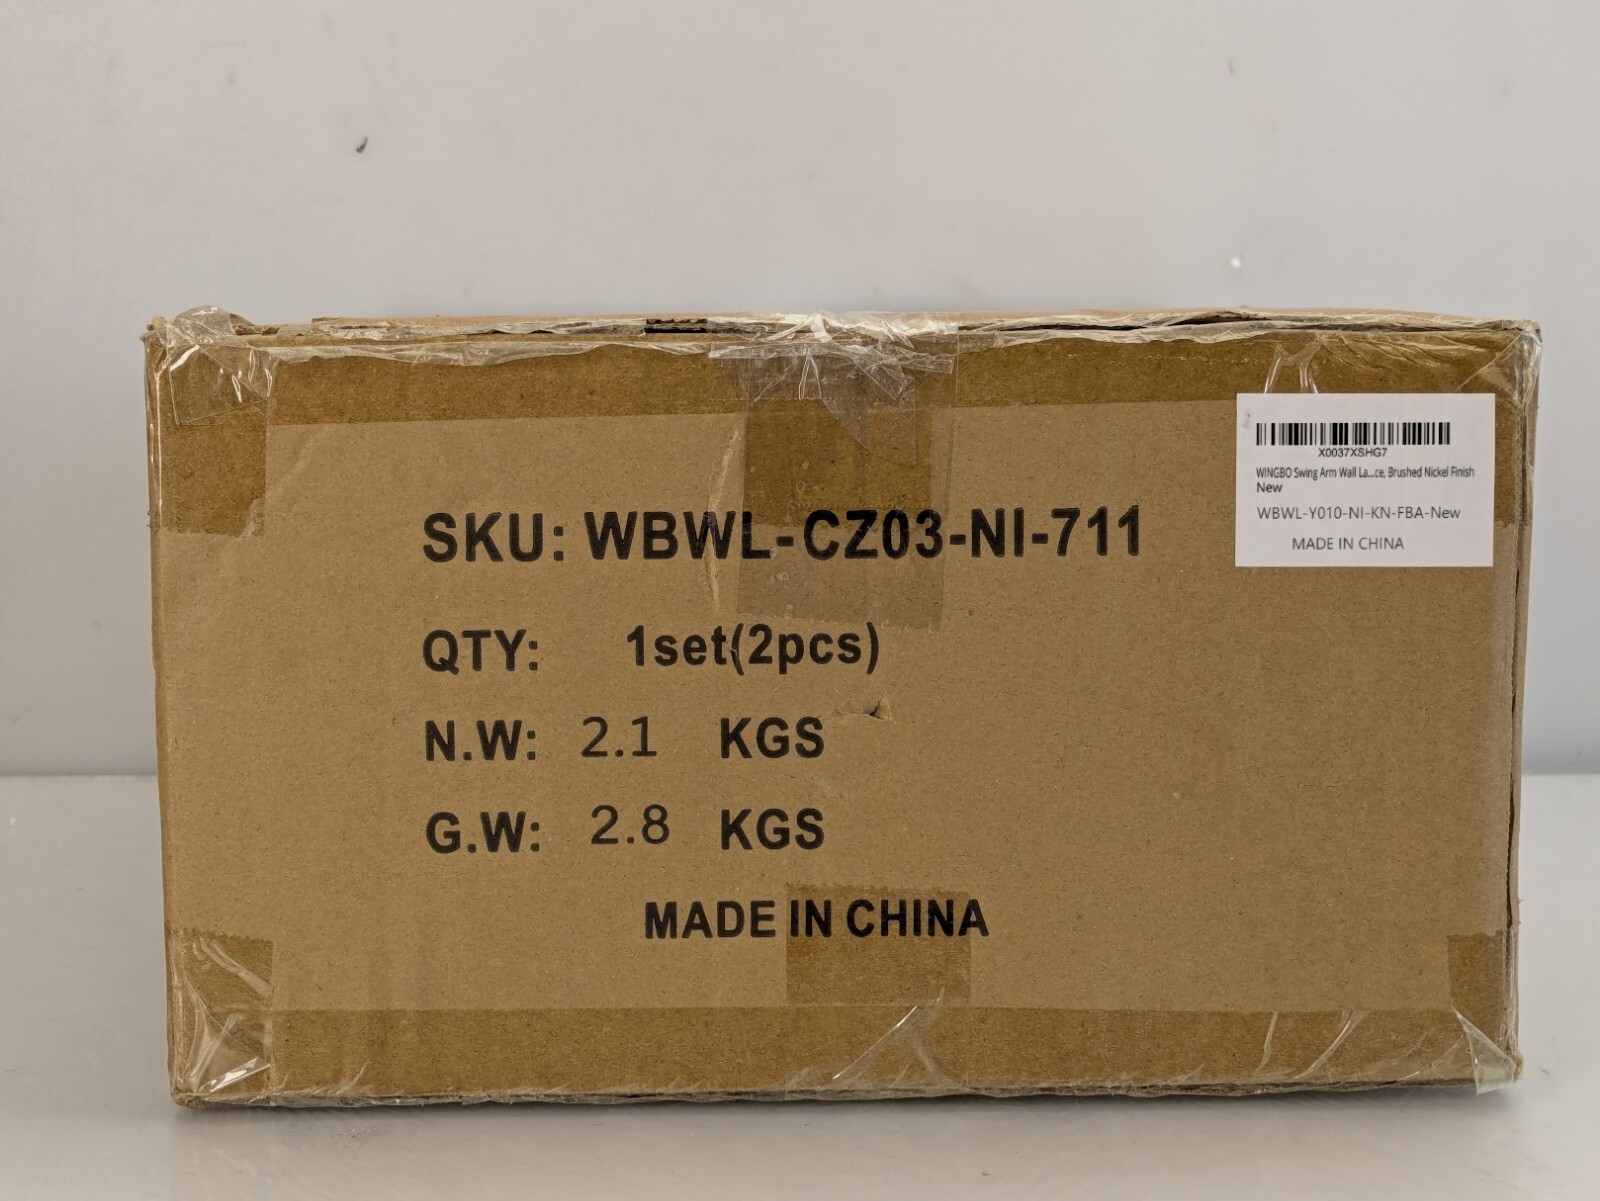 SKU: WBWL-CZ03-NI-711
QTY: 1set(2pcs)
N.W: 2.1 KGS
G.W: 2.8 KGS
MADE IN CHINA
X0037XSHG7
WINGBO Swing Arm Wall La...ce, Brushed Nickel Finish
New
WBWL-Y010-NI-KN-FBA-New
MADE IN CHINA